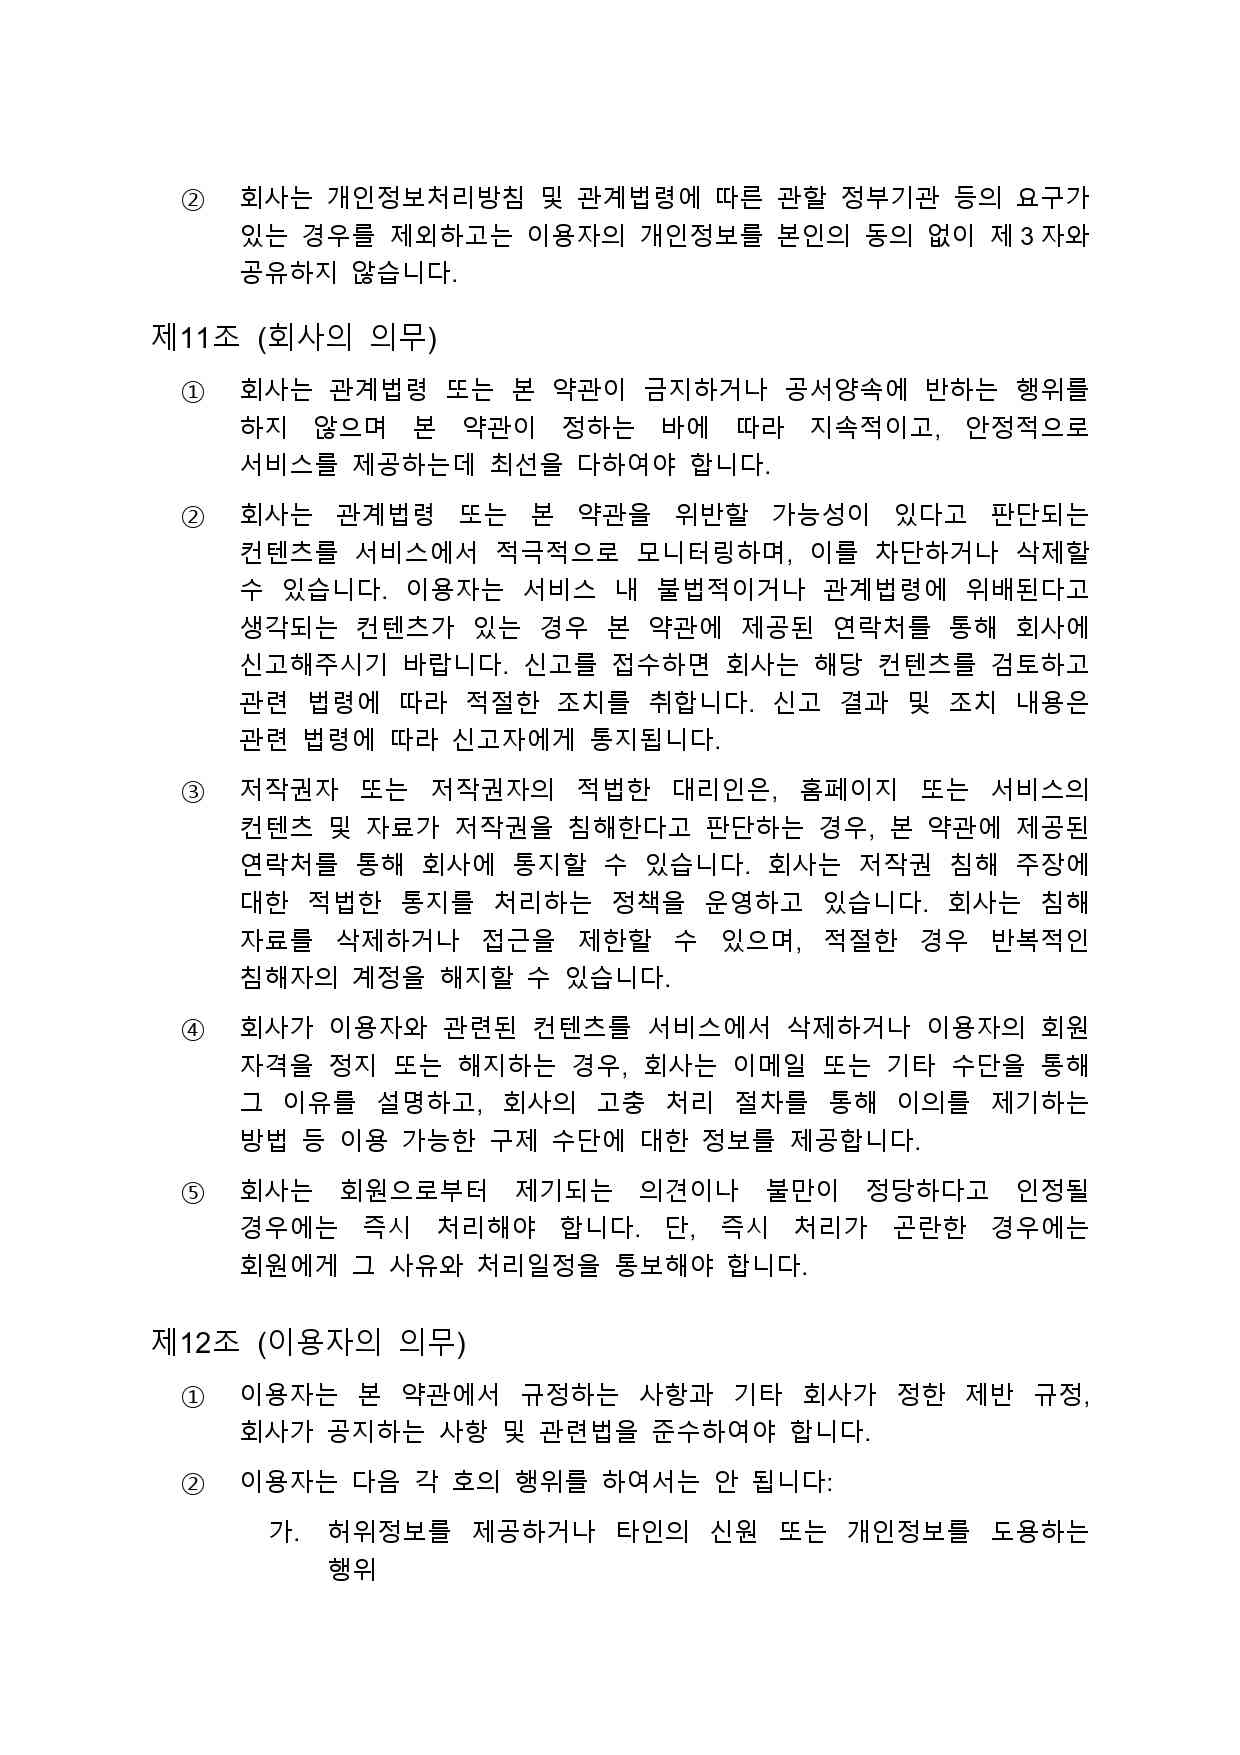 ② 회사는 개인정보처리방침 및 관계법령에 따른 관할 정부기관 등의 요구가
있는 경우를 제외하고는 이용자의 개인정보를 본인의 동의 없이 제 3 자와
공유하지 않습니다.
제11조 (회사의 의무)
① 회사는 관계법령 또는 본 약관이 금지하거나 공서양속에 반하는 행위를
하지 않으며 본 약관이 정하는 바에 따라 지속적이고, 안정적으로
서비스를 제공하는데 최선을 다하여야 합니다.
② 회사는 관계법령 또는 본 약관을 위반할 가능성이 있다고 판단되는
컨텐츠를 서비스에서 적극적으로 모니터링하며, 이를 차단하거나 삭제할
수 있습니다. 이용자는 서비스 내 불법적이거나 관계법령에 위배된다고
생각되는 컨텐츠가 있는 경우 본 약관에 제공된 연락처를 통해 회사에
신고해주시기 바랍니다. 신고를 접수하면 회사는 해당 컨텐츠를 검토하고
관련 법령에 따라 적절한 조치를 취합니다. 신고 결과 및 조치 내용은
관련 법령에 따라 신고자에게 통지됩니다.
③ 저작권자 또는 저작권자의 적법한 대리인은, 홈페이지 또는 서비스의
컨텐츠 및 자료가 저작권을 침해한다고 판단하는 경우, 본 약관에 제공된
연락처를 통해 회사에 통지할 수 있습니다. 회사는 저작권 침해 주장에
대한 적법한 통지를 처리하는 정책을 운영하고 있습니다. 회사는 침해
자료를 삭제하거나 접근을 제한할 수 있으며, 적절한 경우 반복적인
침해자의 계정을 해지할 수 있습니다.
④ 회사가 이용자와 관련된 컨텐츠를 서비스에서 삭제하거나 이용자의 회원
자격을 정지 또는 해지하는 경우, 회사는 이메일 또는 기타 수단을 통해
그 이유를 설명하고, 회사의 고충 처리 절차를 통해 이의를 제기하는
방법 등 이용 가능한 구제 수단에 대한 정보를 제공합니다.
⑤ 회사는 회원으로부터 제기되는 의견이나 불만이 정당하다고 인정될
경우에는 즉시 처리해야 합니다. 단, 즉시 처리가 곤란한 경우에는
회원에게 그 사유와 처리일정을 통보해야 합니다.
제12조 (이용자의 의무)
① 이용자는 본 약관에서 규정하는 사항과 기타 회사가 정한 제반 규정,
회사가 공지하는 사항 및 관련법을 준수하여야 합니다.
② 이용자는 다음 각 호의 행위를 하여서는 안 됩니다:
가. 허위정보를 제공하거나 타인의 신원 또는 개인정보를 도용하는
행위